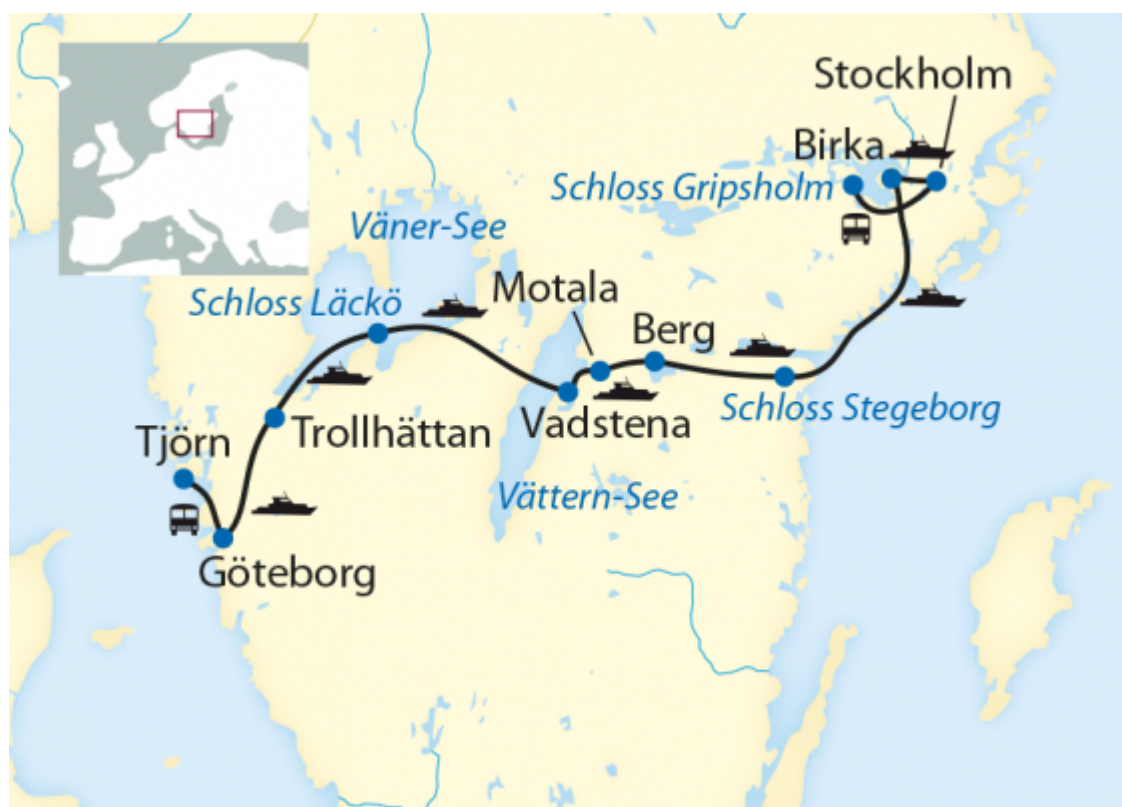 Stockholm
Birka
Schloss Gripsholm
Väner-See
Motala
Schloss Läckö
Berg
Schloss Stegeborg
Vadstena
Trollhättan
Tjörn
Vättern-See
Göteborg